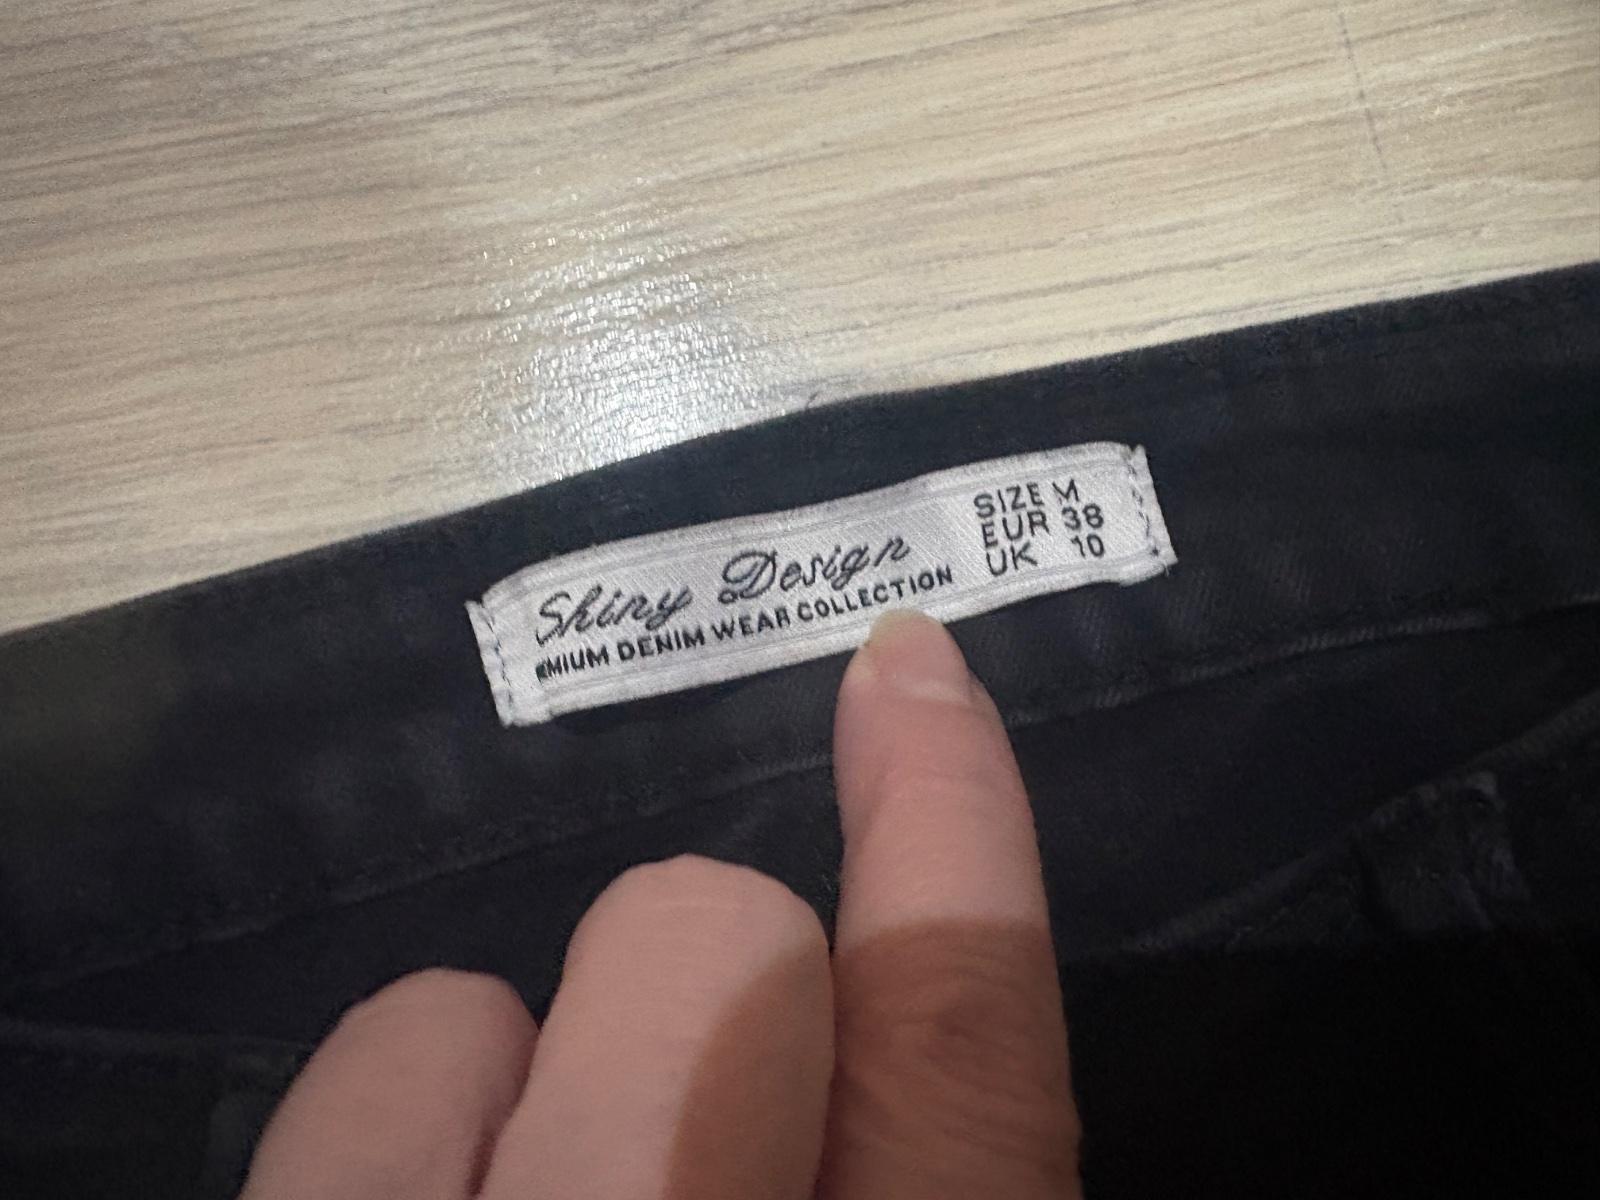 Shiny Design
MIUM DENIM WEAR COLLECTION
SIZE M
EUR 38
UK 10